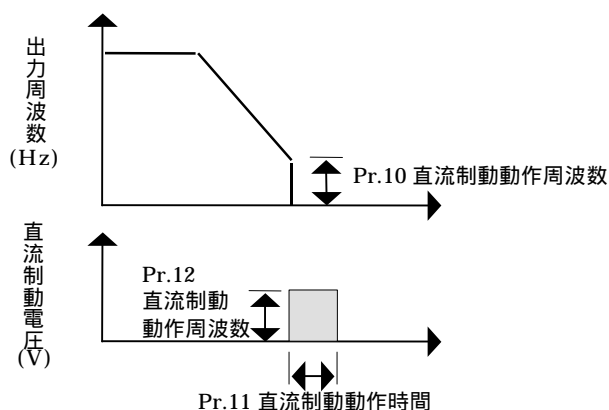 出力周波数
(Hz)
Pr.10 直流制動動作周波数
直流制動電圧
(V)
Pr.12
直流制動
動作周波数
Pr.11 直流制動動作時間